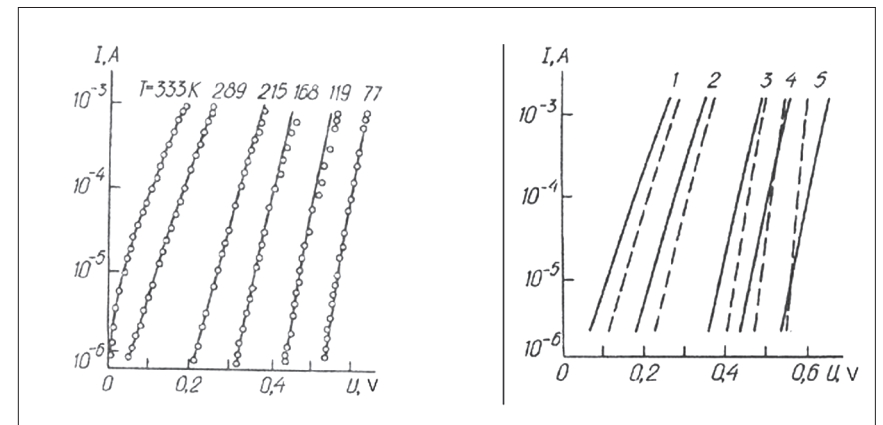 I, A
T=333K 289 215 168 119 77
10⁻³
10⁻⁴
10⁻⁵
10⁻⁶
0 0,2 0,4 U, v
I, A
1 2 3 4 5
10⁻³
10⁻⁴
10⁻⁵
10⁻⁶
0 0,2 0,4 0,6 U, v